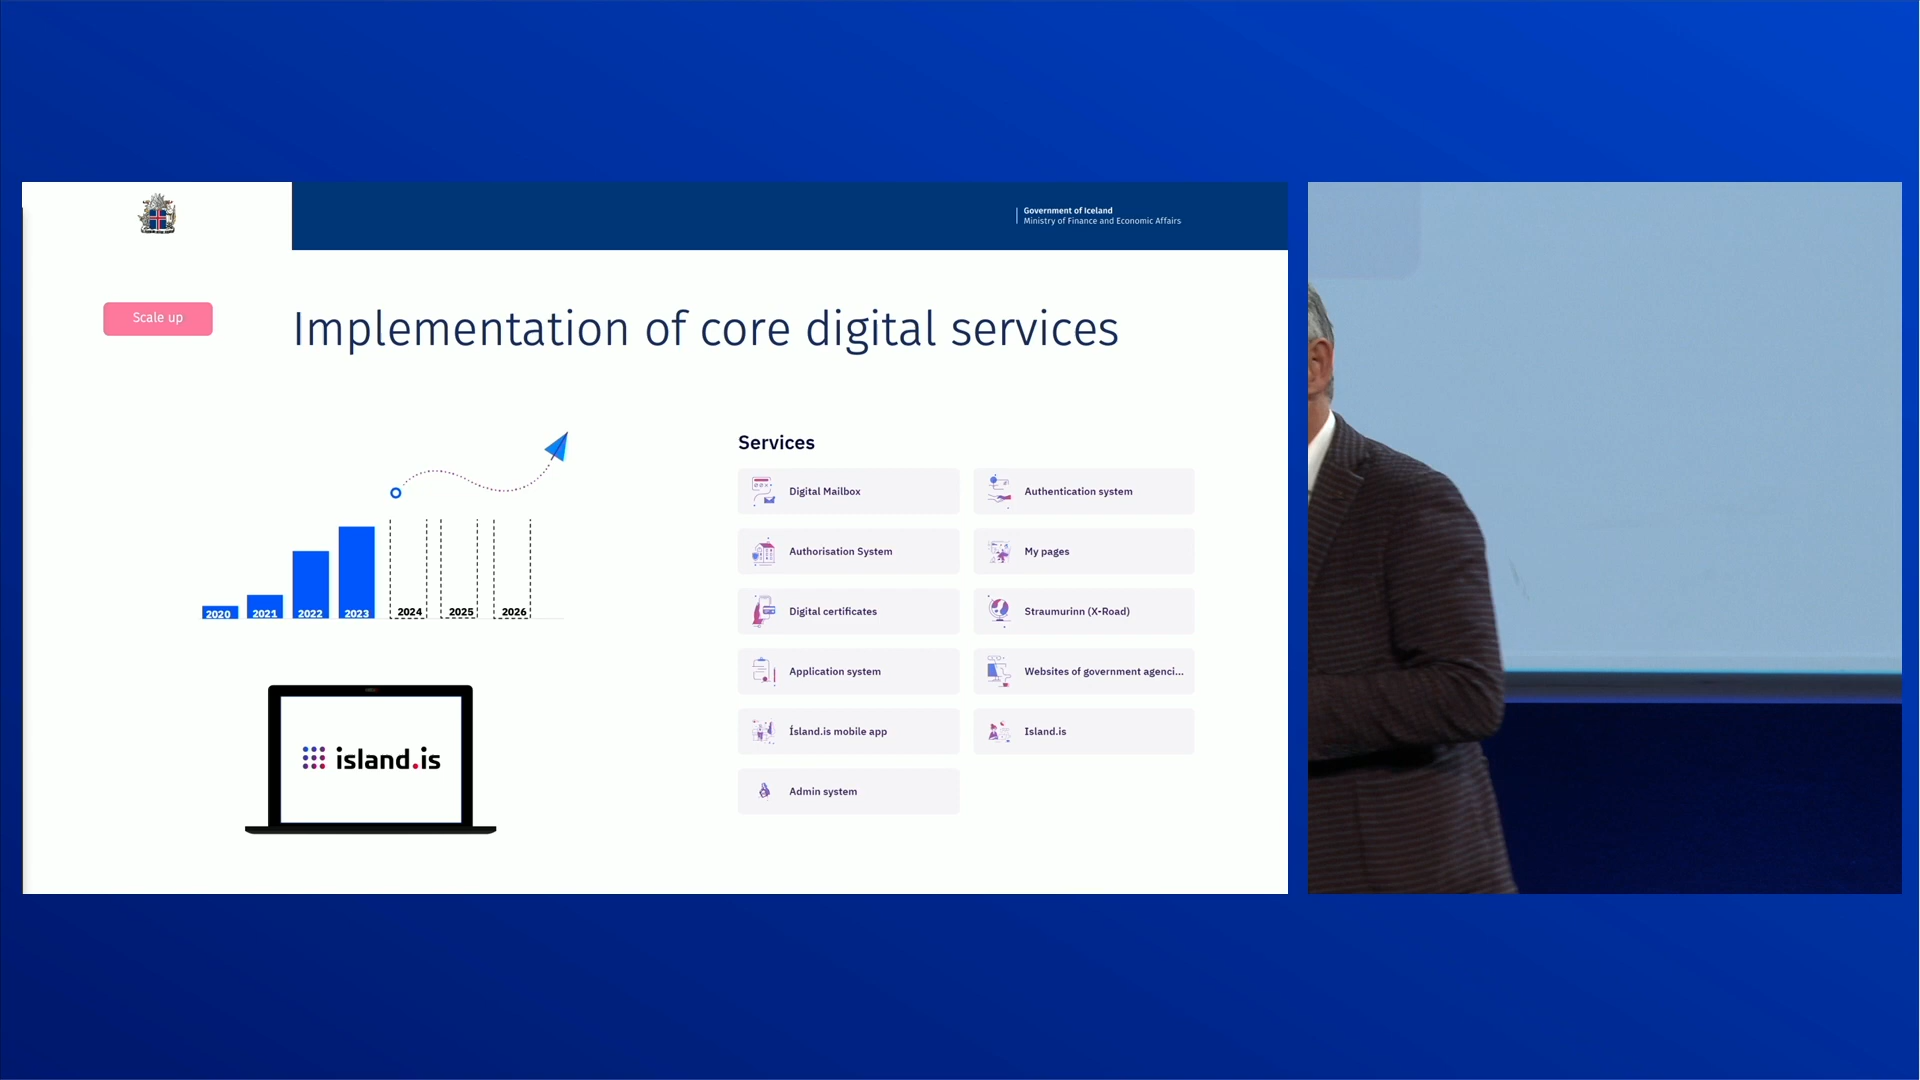 Government of Iceland
Ministry of Finance and Economic Affairs
Scale up
Implementation of core digital services
2020
2021
2022
2023
2024
2025
2026
island.is
Services
Digital Mailbox
Authentication system
Authorisation System
My pages
Digital certificates
Straumurinn (X-Road)
Application system
Websites of government agenci...
Ísland.is mobile app
Island.is
Admin system